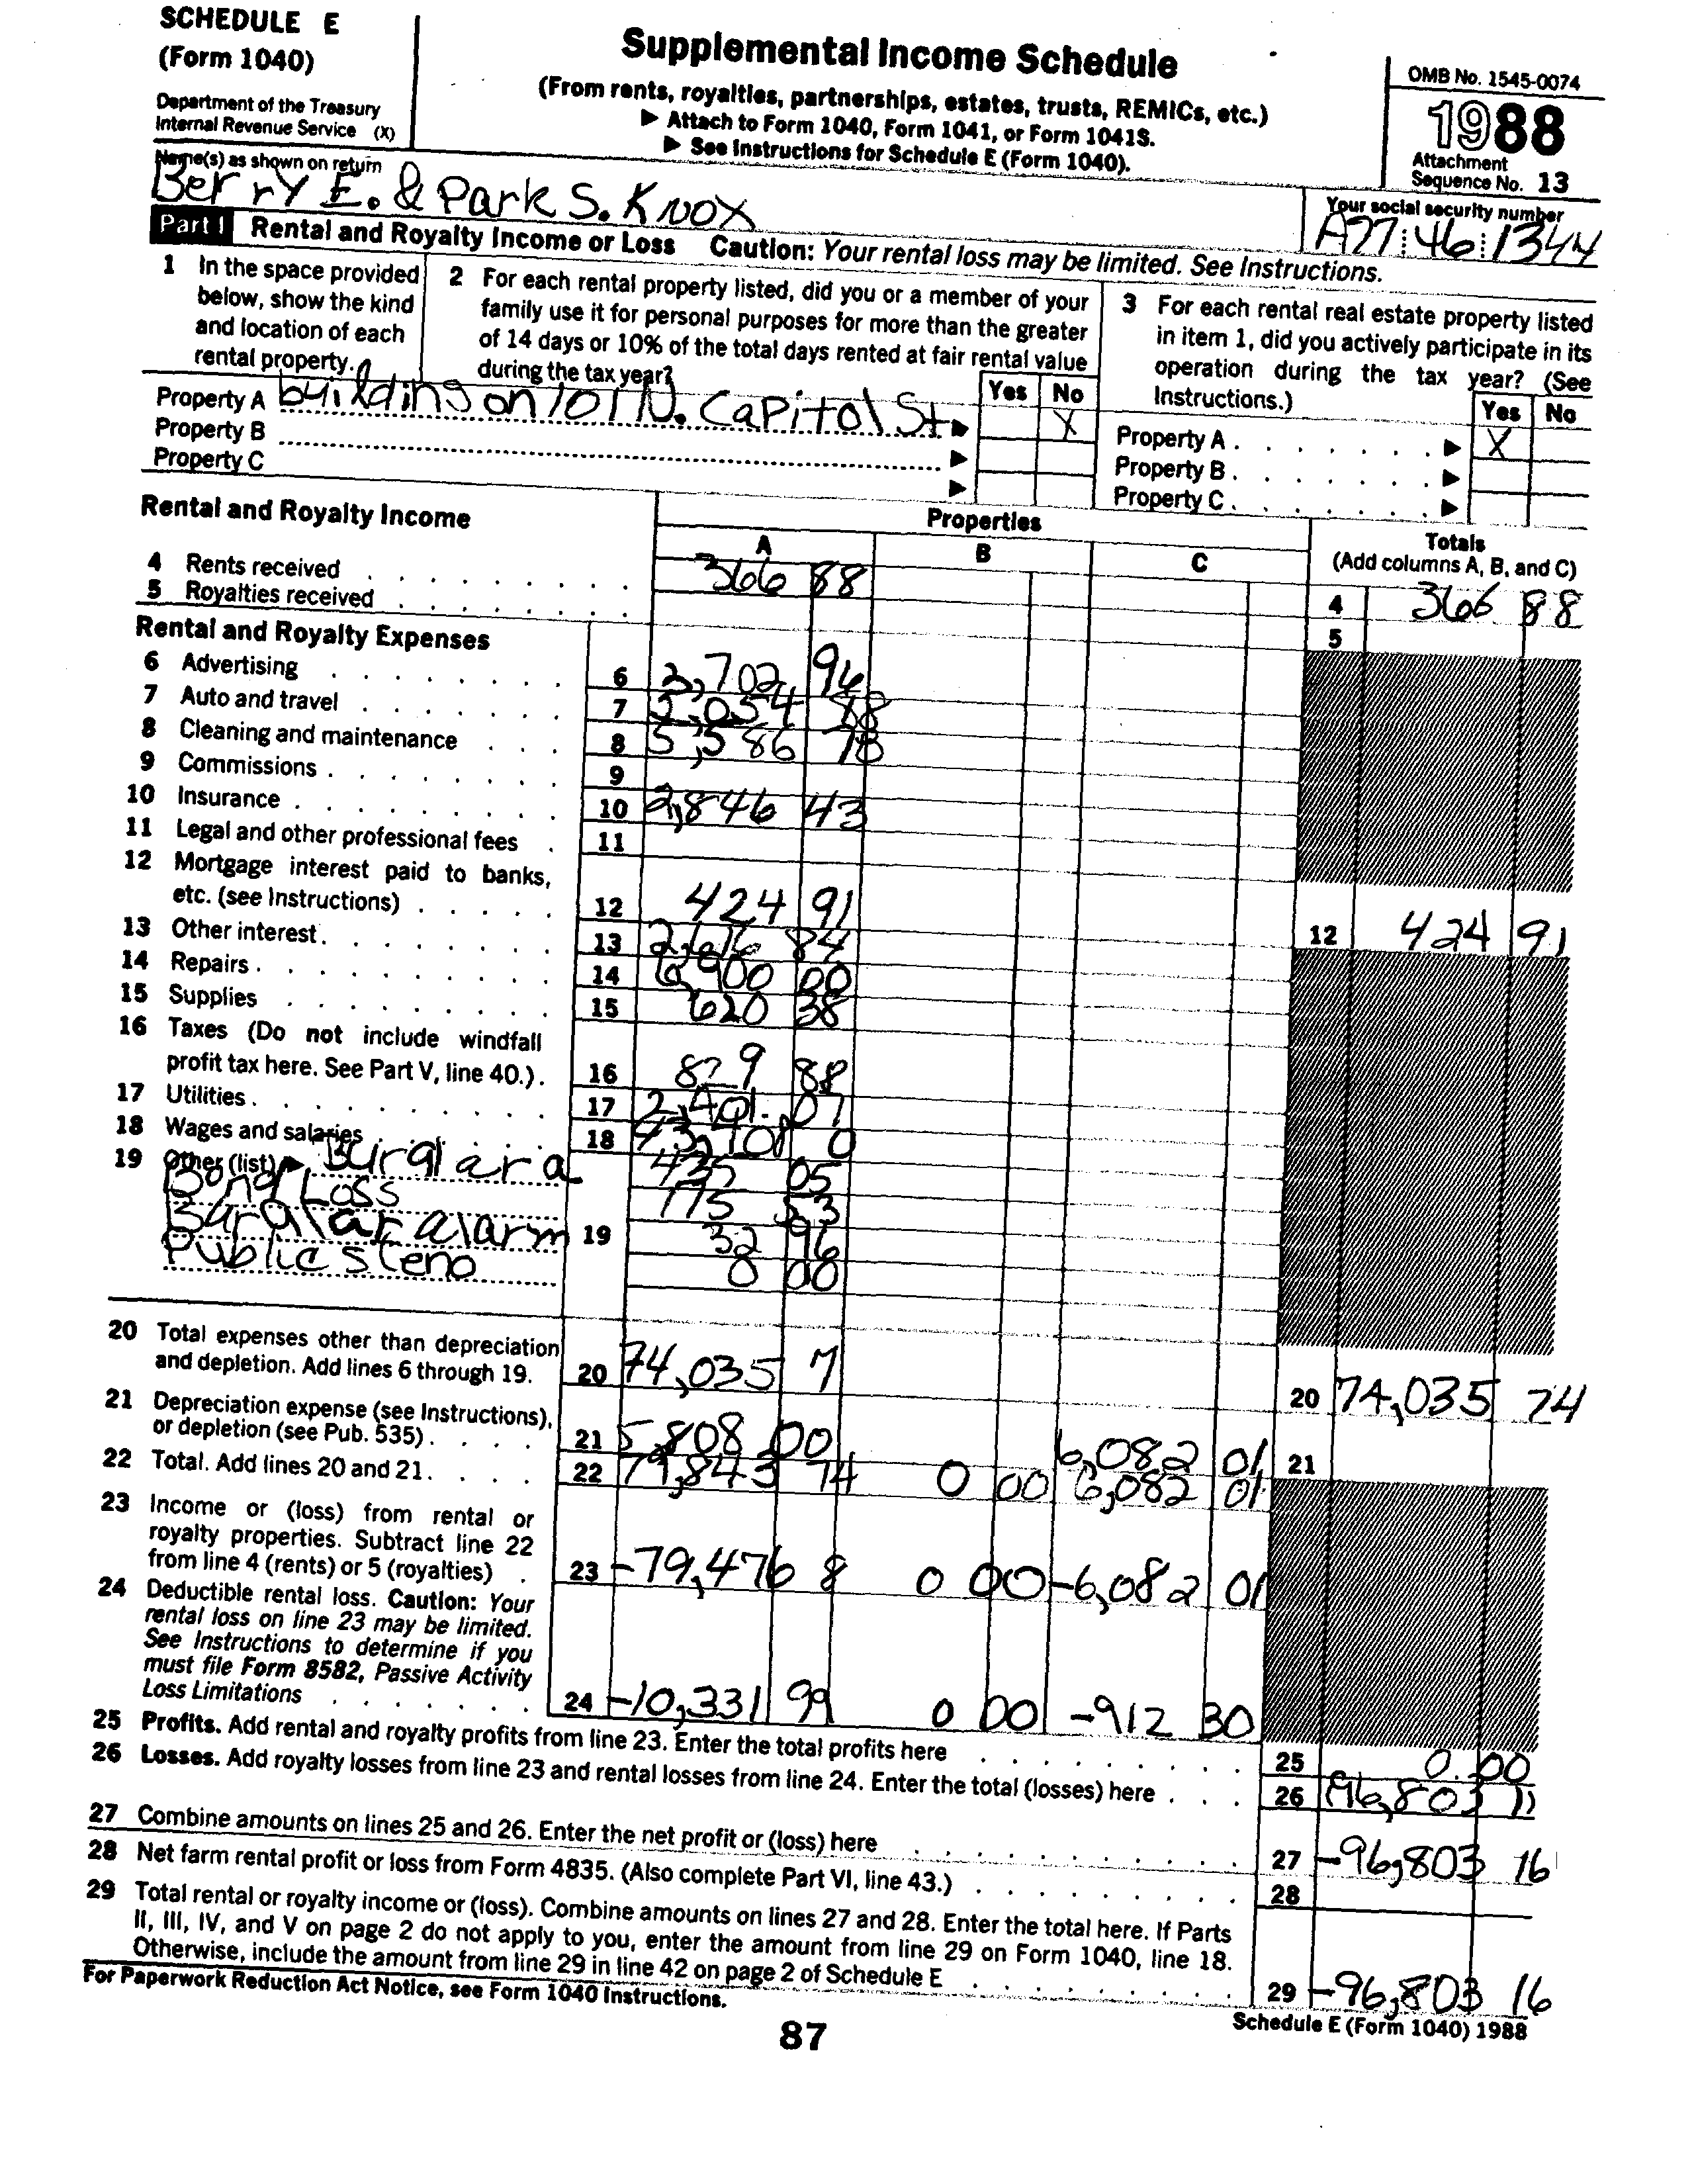 SCHEDULE E
(Form 1040)
Department of the Treasury
Internal Revenue Service (X)
Supplemental Income Schedule
(From rents, royalties, partnerships, estates, trusts, REMICs, etc.)
▶ Attach to Form 1040, Form 1041, or Form 1041S.
▶ See Instructions for Schedule E (Form 1040).
OMB No. 1545-0074
1988
Attachment
Sequence No. 13
Name(s) as shown on return
Berry E. & Park S. Knox
Your social security number
A77 46 1344
Part I Rental and Royalty Income or Loss Caution: Your rental loss may be limited. See Instructions.
1 In the space provided
below, show the kind
and location of each
rental property.
2 For each rental property listed, did you or a member of your
family use it for personal purposes for more than the greater
of 14 days or 10% of the total days rented at fair rental value
during the tax year?
3 For each rental real estate property listed
in item 1, did you actively participate in its
operation during the tax year? (See
Instructions.)
Yes No
Yes No
Property A building on 101 N. Capitol St ▶ X
Property B ▶
Property C ▶
Property A . ▶ X
Property B . ▶
Property C . ▶
Rental and Royalty Income
Properties
A B C
Totals
(Add columns A, B, and C)
4 Rents received 366 88 4 366 88
5 Royalties received 5
Rental and Royalty Expenses
6 Advertising 6 3,702 96
7 Auto and travel 7 2,054 88
8 Cleaning and maintenance 8 5,586 78
9 Commissions 9
10 Insurance 10 2,846 43
11 Legal and other professional fees 11
12 Mortgage interest paid to banks,
etc. (see Instructions) 12 424 91 12 424 91
13 Other interest 13 84
14 Repairs 14 6,900 00
15 Supplies 15 620 38
16 Taxes (Do not include windfall
profit tax here. See Part V, line 40.) 16 829 88
17 Utilities 17 07
18 Wages and salaries 18 0
19 Other (list) ▶ Burglar a 435 05
Bond Loss 175
Burglar alarm 19 32 96
Public steno 8 00
20 Total expenses other than depreciation
and depletion. Add lines 6 through 19. 20 74,035 7 20 74,035 74
21 Depreciation expense (see Instructions),
or depletion (see Pub. 535) 21 5,808 00 6,082 01 21
22 Total. Add lines 20 and 21. 22 79,843 74 0 00 6,082 01
23 Income or (loss) from rental or
royalty properties. Subtract line 22
from line 4 (rents) or 5 (royalties) 23 -79,476 8 0 00 -6,082 01
24 Deductible rental loss. Caution: Your
rental loss on line 23 may be limited.
See Instructions to determine if you
must file Form 8582, Passive Activity
Loss Limitations 24 -10,331 99 0 00 -912 30
25 Profits. Add rental and royalty profits from line 23. Enter the total profits here 25 0.00
26 Losses. Add royalty losses from line 23 and rental losses from line 24. Enter the total (losses) here 26 96,803 11
27 Combine amounts on lines 25 and 26. Enter the net profit or (loss) here 27 -96,803 16
28 Net farm rental profit or loss from Form 4835. (Also complete Part VI, line 43.) 28
29 Total rental or royalty income or (loss). Combine amounts on lines 27 and 28. Enter the total here. If Parts
II, III, IV, and V on page 2 do not apply to you, enter the amount from line 29 on Form 1040, line 18.
Otherwise, include the amount from line 29 in line 42 on page 2 of Schedule E 29 -96,803 16
For Paperwork Reduction Act Notice, see Form 1040 Instructions.
Schedule E (Form 1040) 1988
87